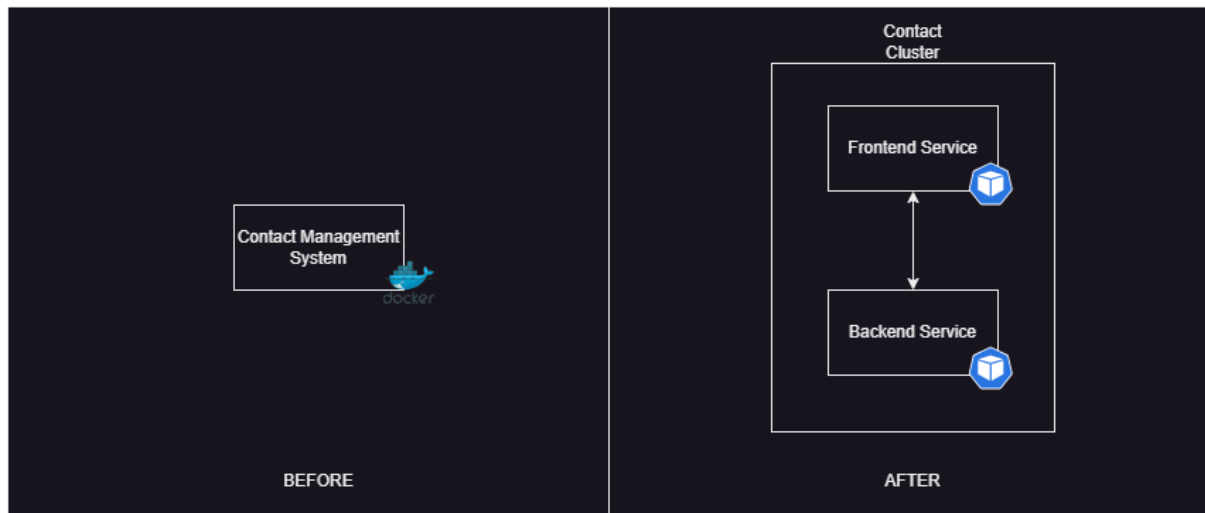 Contact Management
System
docker
BEFORE
Contact
Cluster
Frontend Service
Backend Service
AFTER